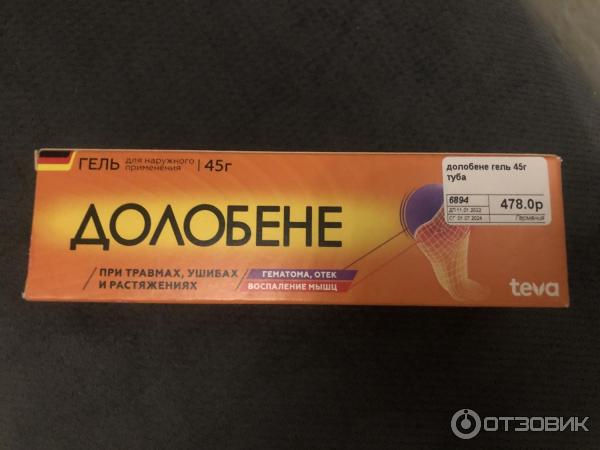 ГЕЛЬ для наружного применения | 45г
ДОЛОБЕНЕ
ПРИ ТРАВМАХ, УШИБАХ
И РАСТЯЖЕНИЯХ
ГЕМАТОМА, ОТЕК
ВОСПАЛЕНИЕ МЫШЦ
долобене гель 45г
туба
6894
478.0р
Германия
teva
ОТЗОВИК